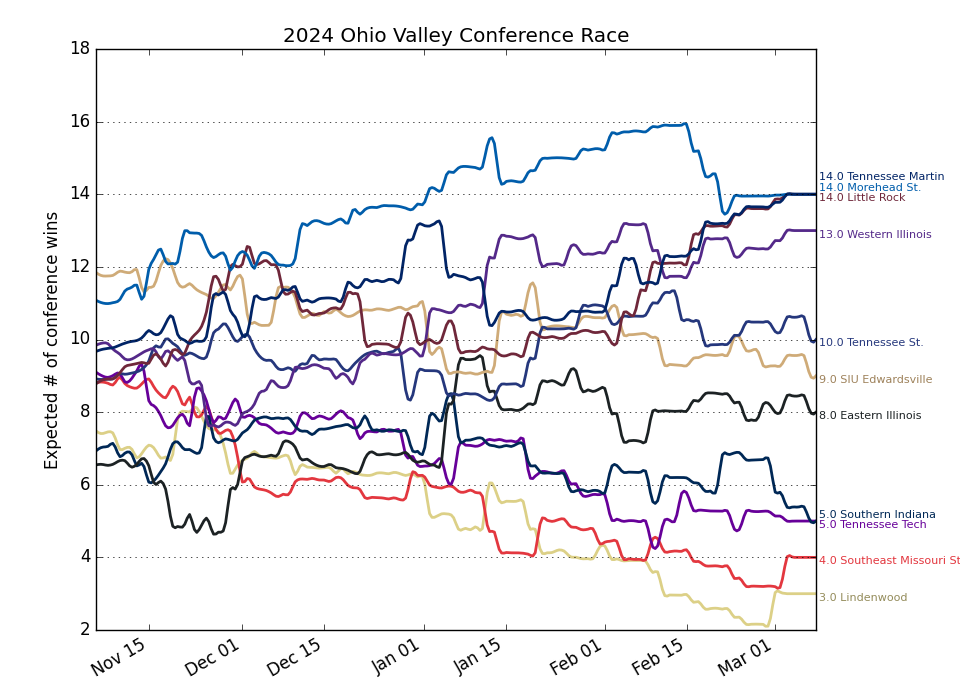 2024 Ohio Valley Conference Race
Expected # of conference wins
18
16
14
12
10
8
6
4
2
Nov 15
Dec 01
Dec 15
Jan 01
Jan 15
Feb 01
Feb 15
Mar 01
14.0 Tennessee Martin
14.0 Morehead St.
14.0 Little Rock
13.0 Western Illinois
10.0 Tennessee St.
9.0 SIU Edwardsville
8.0 Eastern Illinois
5.0 Southern Indiana
5.0 Tennessee Tech
4.0 Southeast Missouri St
3.0 Lindenwood